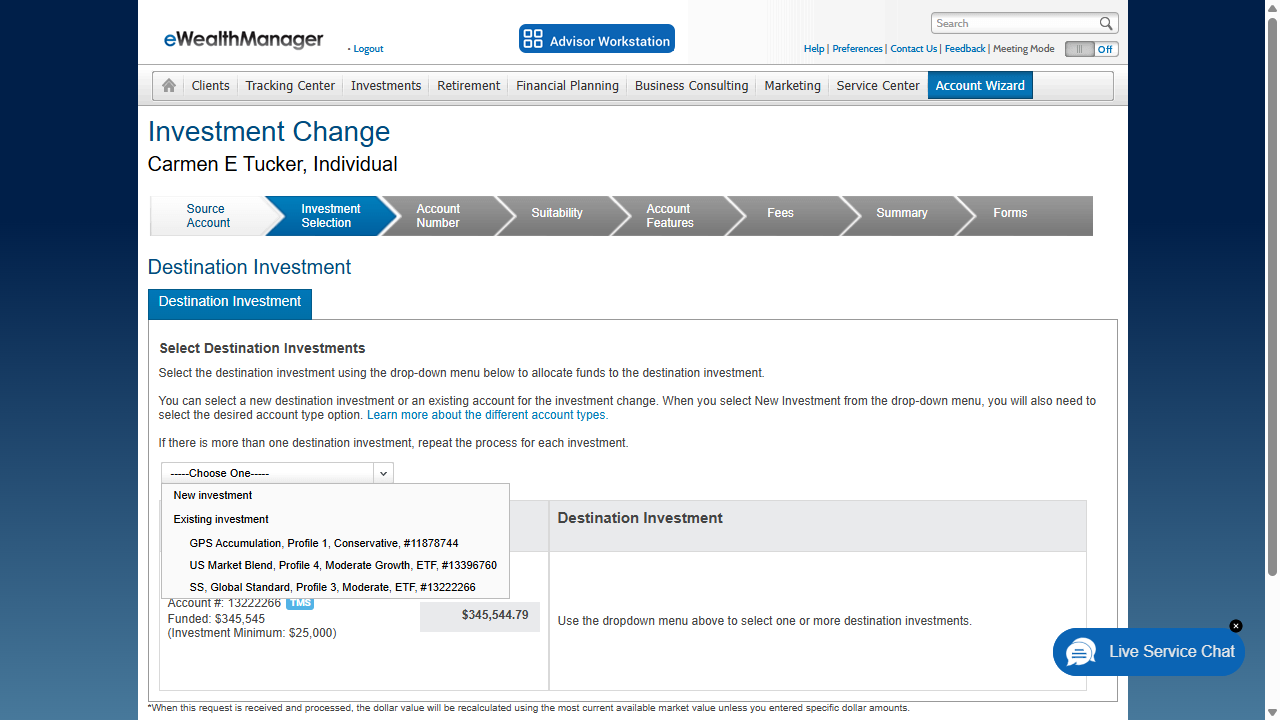 eWealthManager
• Logout
Advisor Workstation
Search
Help | Preferences | Contact Us | Feedback | Meeting Mode
Off
Clients
Tracking Center
Investments
Retirement
Financial Planning
Business Consulting
Marketing
Service Center
Account Wizard
Investment Change
Carmen E Tucker, Individual
Source
Account
Investment
Selection
Account
Number
Suitability
Account
Features
Fees
Summary
Forms
Destination Investment
Destination Investment
Select Destination Investments
Select the destination investment using the drop-down menu below to allocate funds to the destination investment.
You can select a new destination investment or an existing account for the investment change. When you select New Investment from the drop-down menu, you will also need to
select the desired account type option. Learn more about the different account types.
If there is more than one destination investment, repeat the process for each investment.
-----Choose One-----
New investment
Existing investment
GPS Accumulation, Profile 1, Conservative, #11878744
US Market Blend, Profile 4, Moderate Growth, ETF, #13396760
SS, Global Standard, Profile 3, Moderate, ETF, #13222266
Destination Investment
Account #: 13222266 TMS
Funded: $345,545
(Investment Minimum: $25,000)
$345,544.79
Use the dropdown menu above to select one or more destination investments.
Live Service Chat
*When this request is received and processed, the dollar value will be recalculated using the most current available market value unless you entered specific dollar amounts.